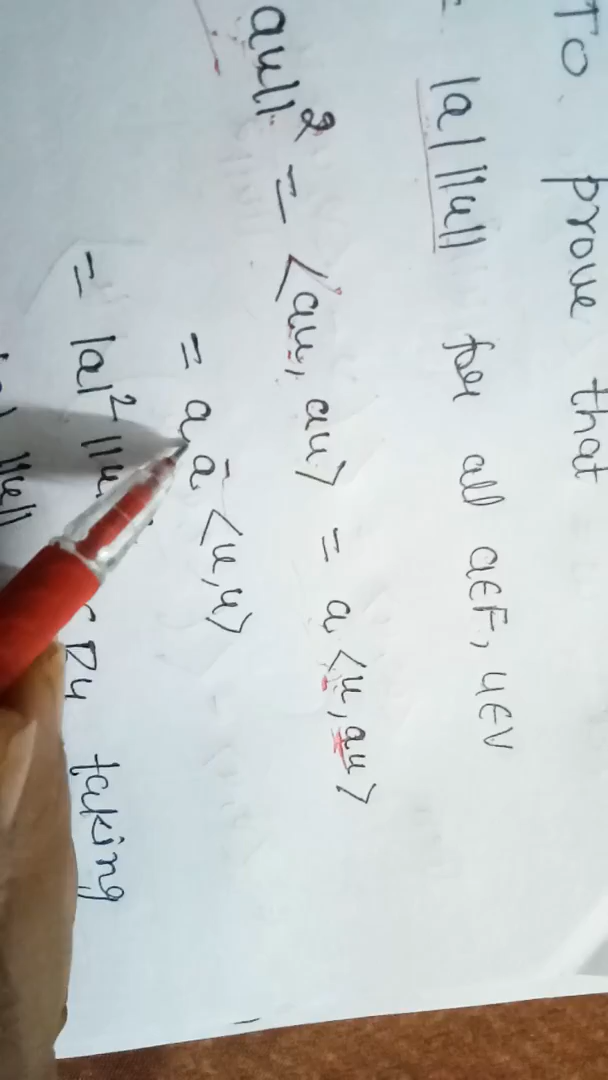 To prove that
= |a| ||u|| for all a∈F, u∈V
au||² = <au, au> = a <u, au>
= a ā <u, u>
= |a|² ||u
By taking
||u||